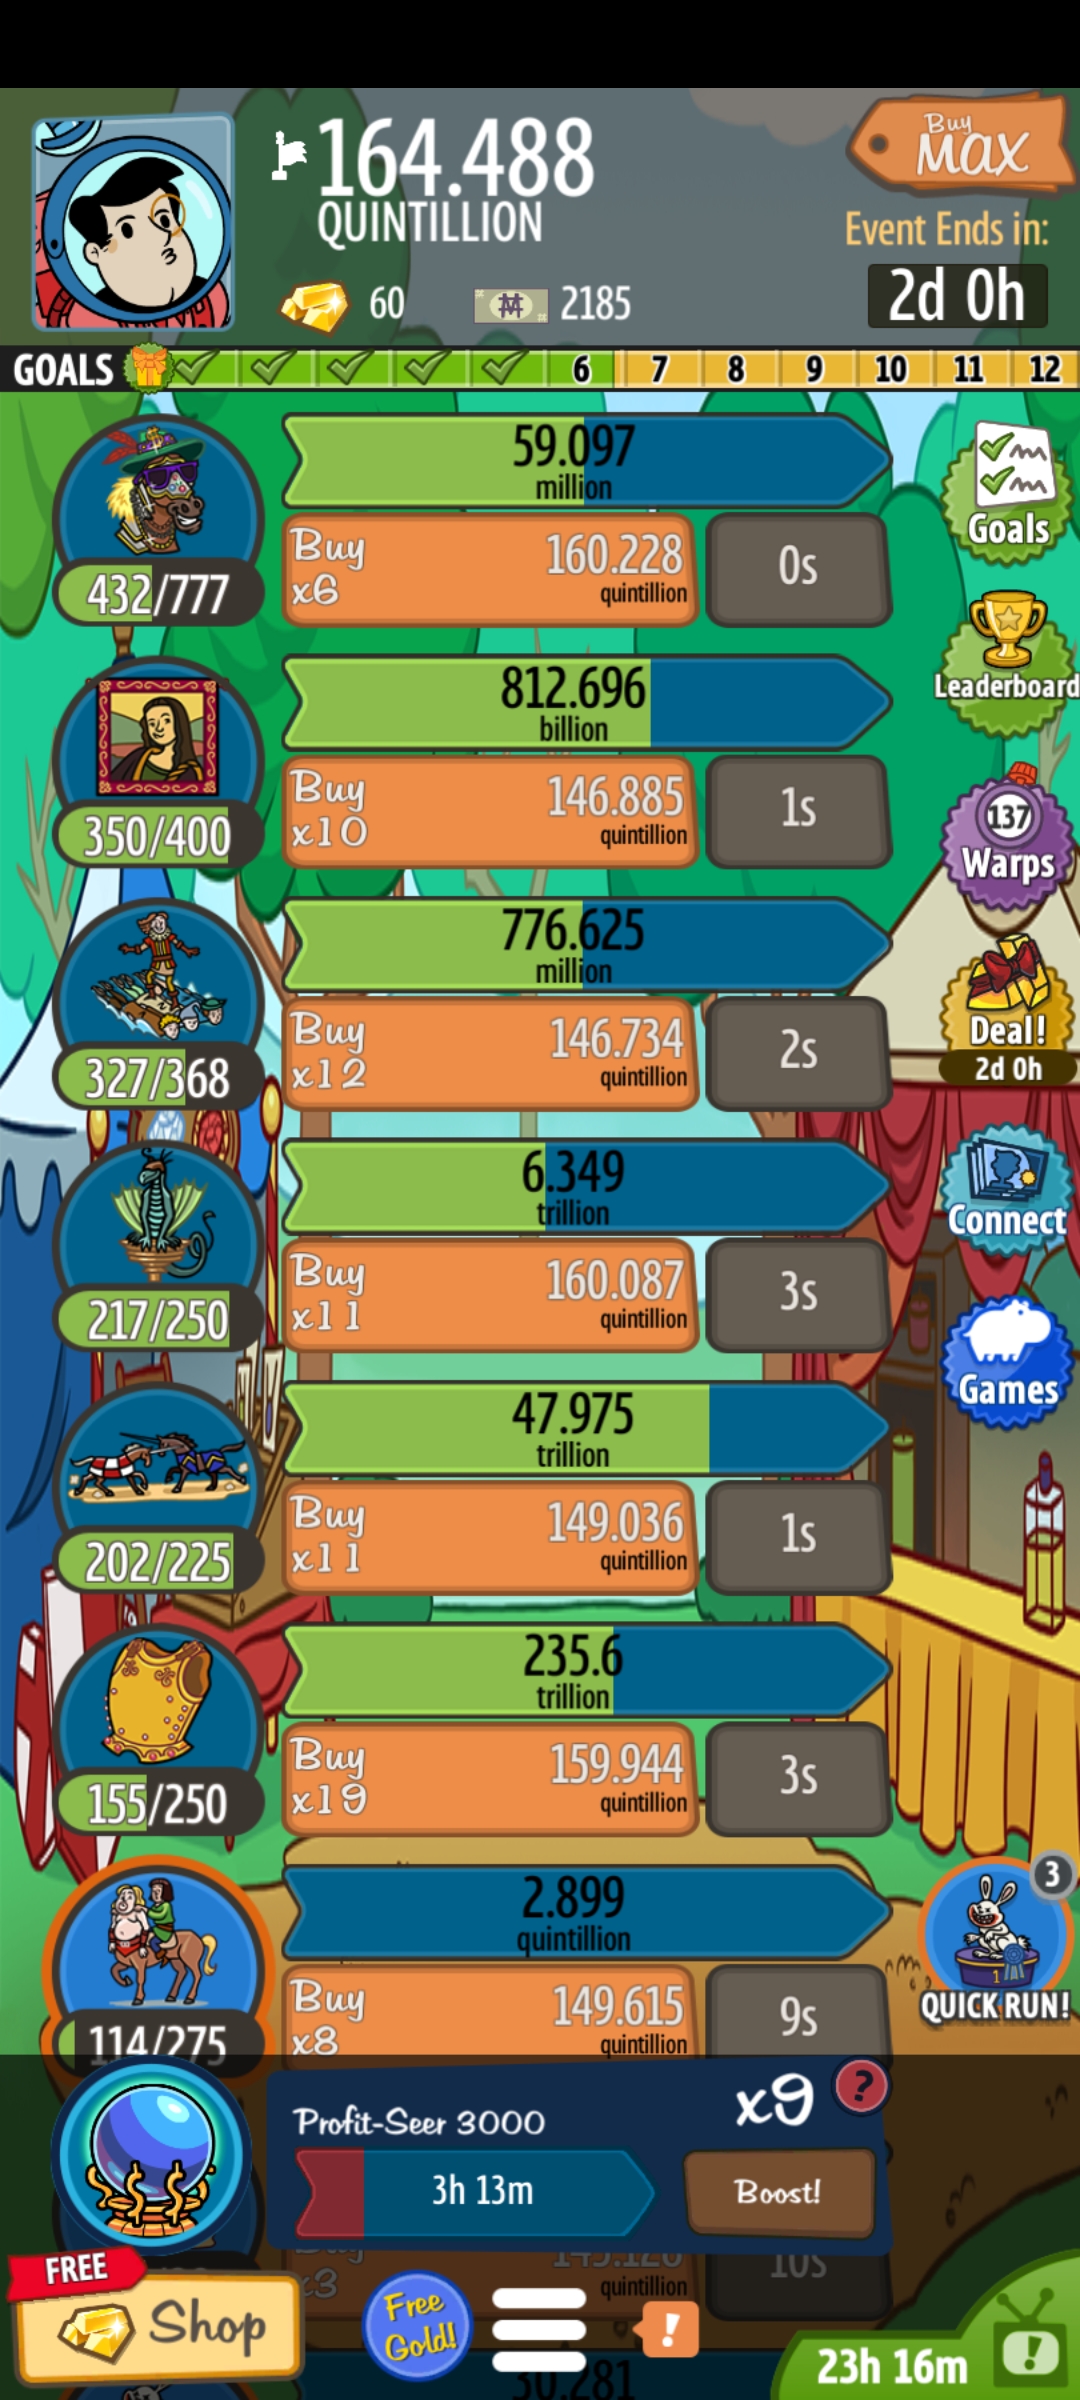 164.488
QUINTILLION
Buy
MAX
Event Ends in:
2d 0h
60
2185
GOALS 6 7 8 9 10 11 12
59.097
million
Buy
x6
160.228
quintillion
0s
432/777
Goals
812.696
billion
Buy
x10
146.885
quintillion
1s
350/400
Leaderboard
776.625
million
Buy
x12
146.734
quintillion
2s
327/368
137
Warps
Deal!
2d 0h
6.349
trillion
Buy
x11
160.087
quintillion
3s
217/250
Connect
47.975
trillion
Buy
x11
149.036
quintillion
1s
202/225
Games
235.6
trillion
Buy
x19
159.944
quintillion
3s
155/250
2.899
quintillion
Buy
x8
149.615
quintillion
9s
114/275
3
1
QUICK RUN!
Profit-Seer 3000
x9
?
3h 13m
Boost!
x3
quintillion
10s
FREE
Shop
Free
Gold!
!
23h 16m
!
30.281